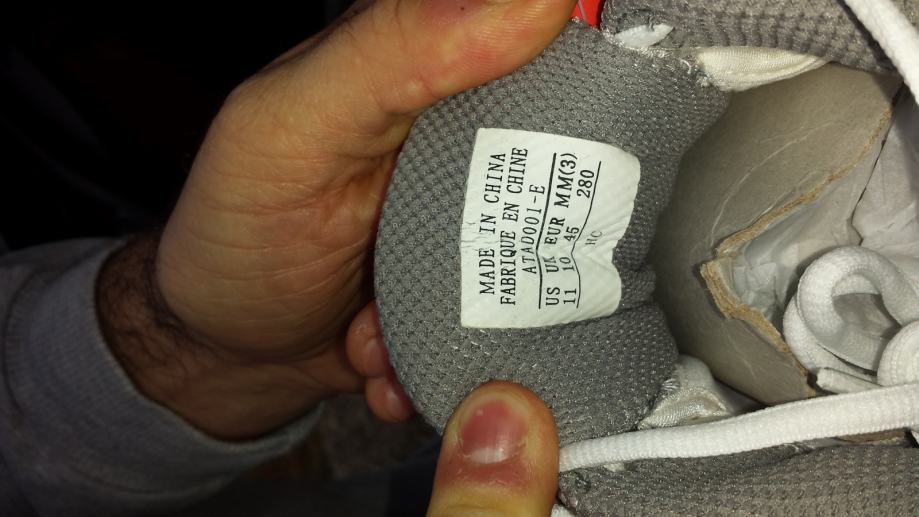 MADE IN CHINA
FABRIQUE EN CHINE
ATAD001-E
US UK EUR MM(3)
11 10 45 280
HC